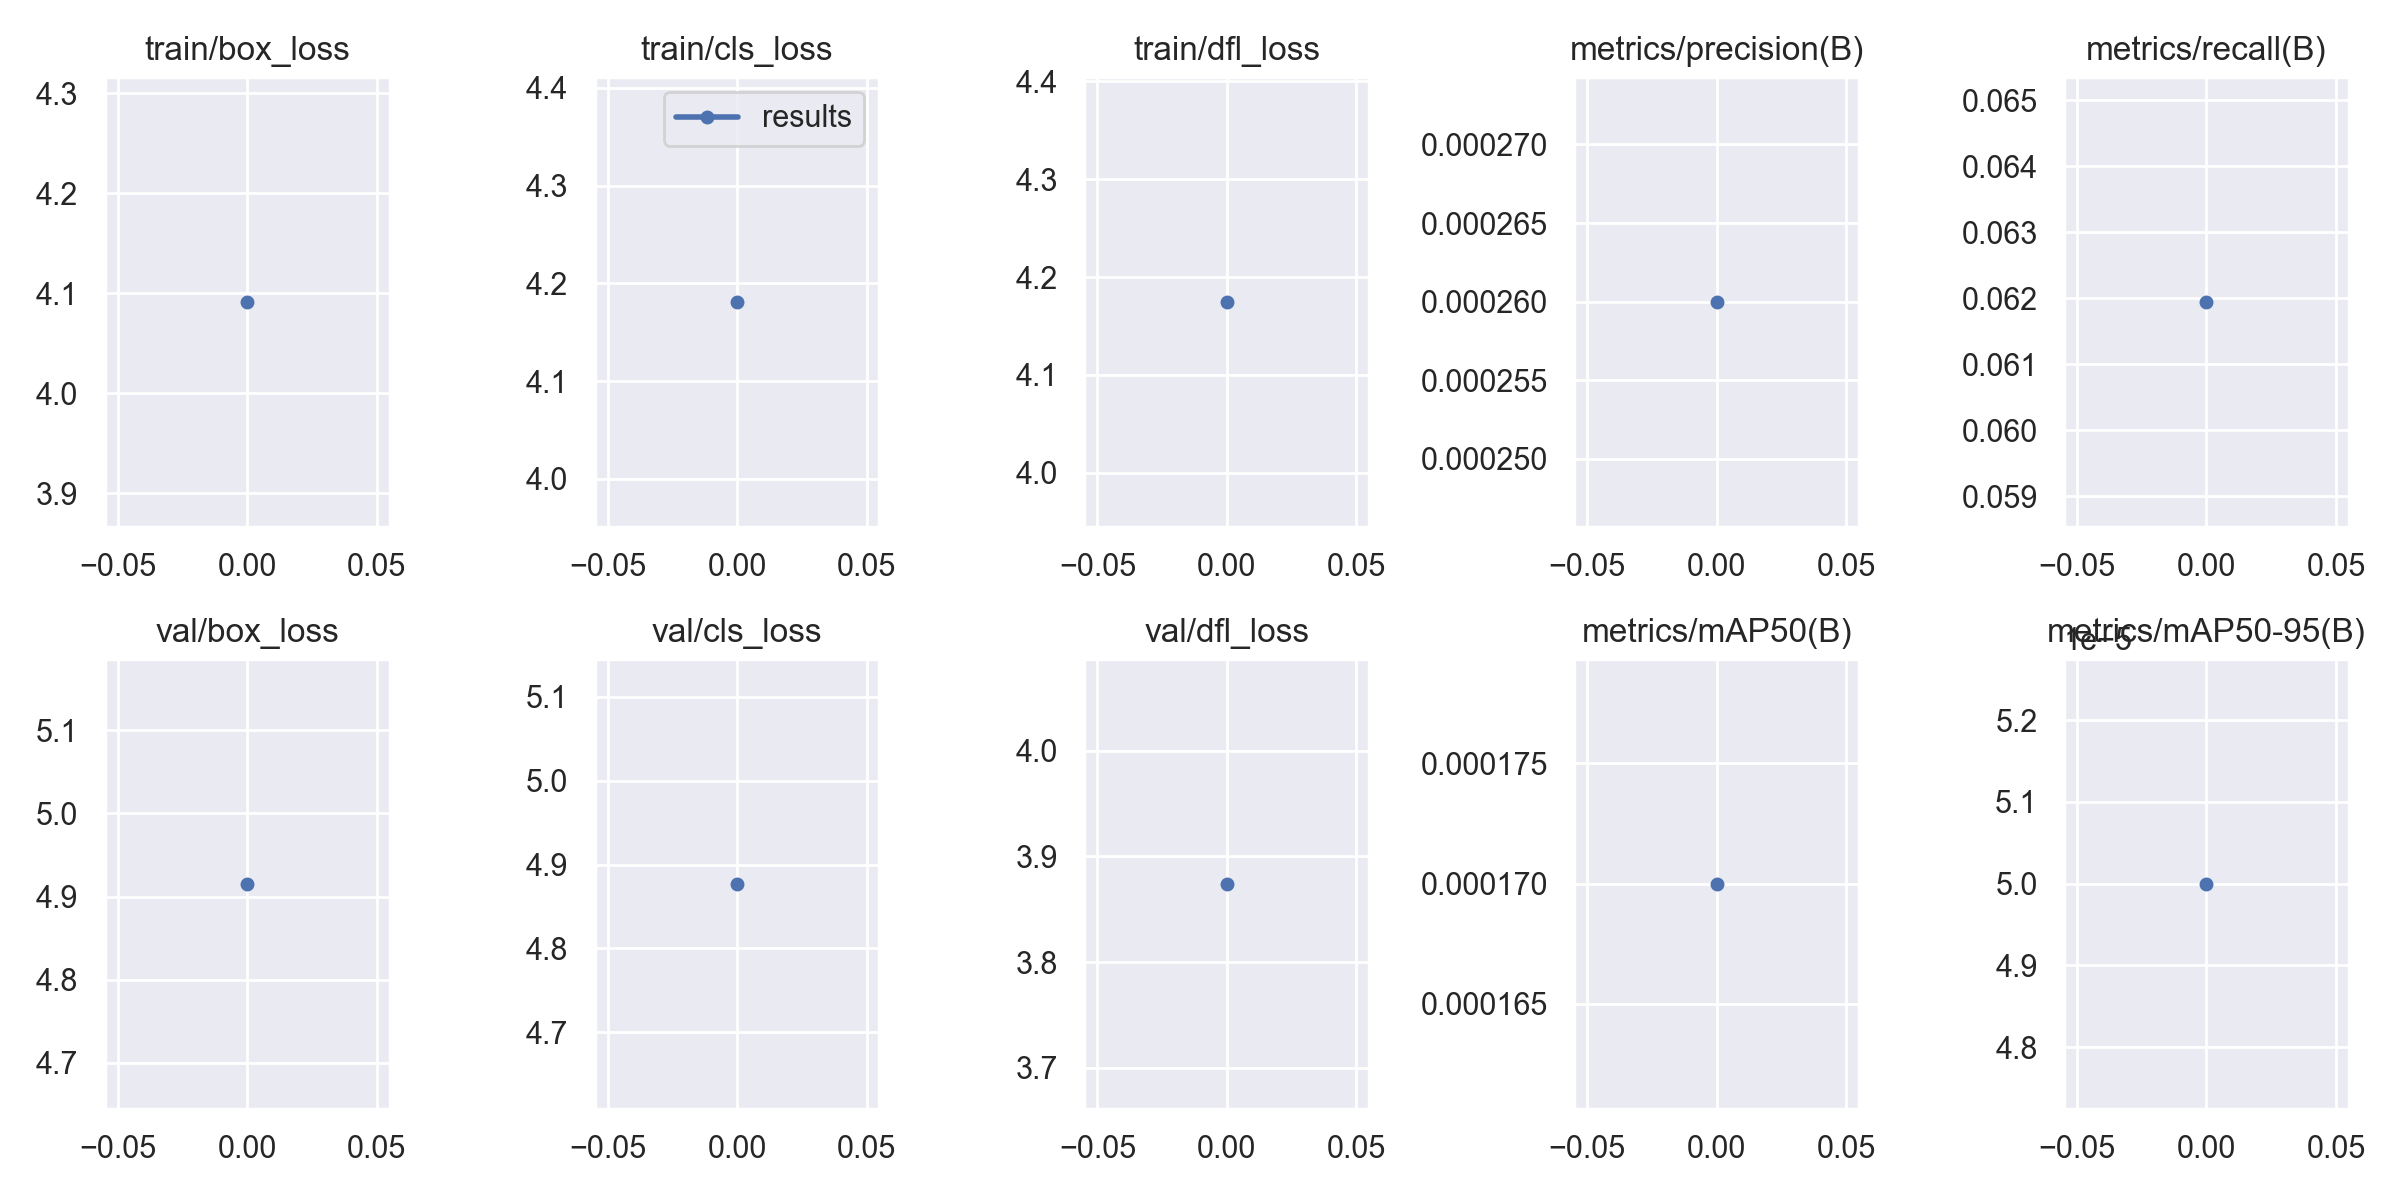 train/box_loss
4.3
4.2
4.1
4.0
3.9
−0.05 0.00 0.05
train/cls_loss
results
4.4
4.3
4.2
4.1
4.0
−0.05 0.00 0.05
train/dfl_loss
4.4
4.3
4.2
4.1
4.0
−0.05 0.00 0.05
metrics/precision(B)
0.000270
0.000265
0.000260
0.000255
0.000250
−0.05 0.00 0.05
metrics/recall(B)
0.065
0.064
0.063
0.062
0.061
0.060
0.059
−0.05 0.00 0.05
val/box_loss
5.1
5.0
4.9
4.8
4.7
−0.05 0.00 0.05
val/cls_loss
5.1
5.0
4.9
4.8
4.7
−0.05 0.00 0.05
val/dfl_loss
4.0
3.9
3.8
3.7
−0.05 0.00 0.05
metrics/mAP50(B)
0.000175
0.000170
0.000165
−0.05 0.00 0.05
metrics/mAP50-95(B)
1e−5
5.2
5.1
5.0
4.9
4.8
−0.05 0.00 0.05